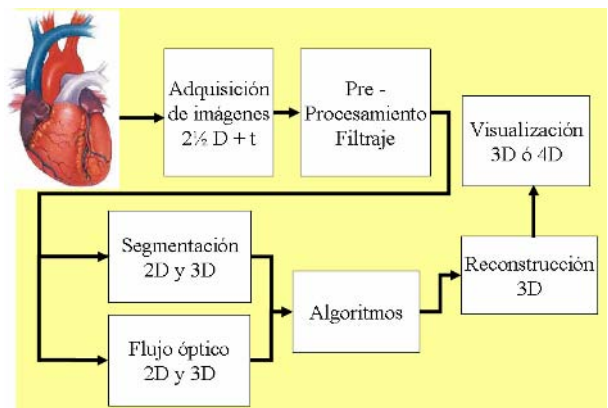 Adquisición
de imágenes
2½ D + t
Pre -
Procesamiento
Filtraje
Visualización
3D ó 4D
Segmentación
2D y 3D
Algoritmos
Reconstrucción
3D
Flujo óptico
2D y 3D